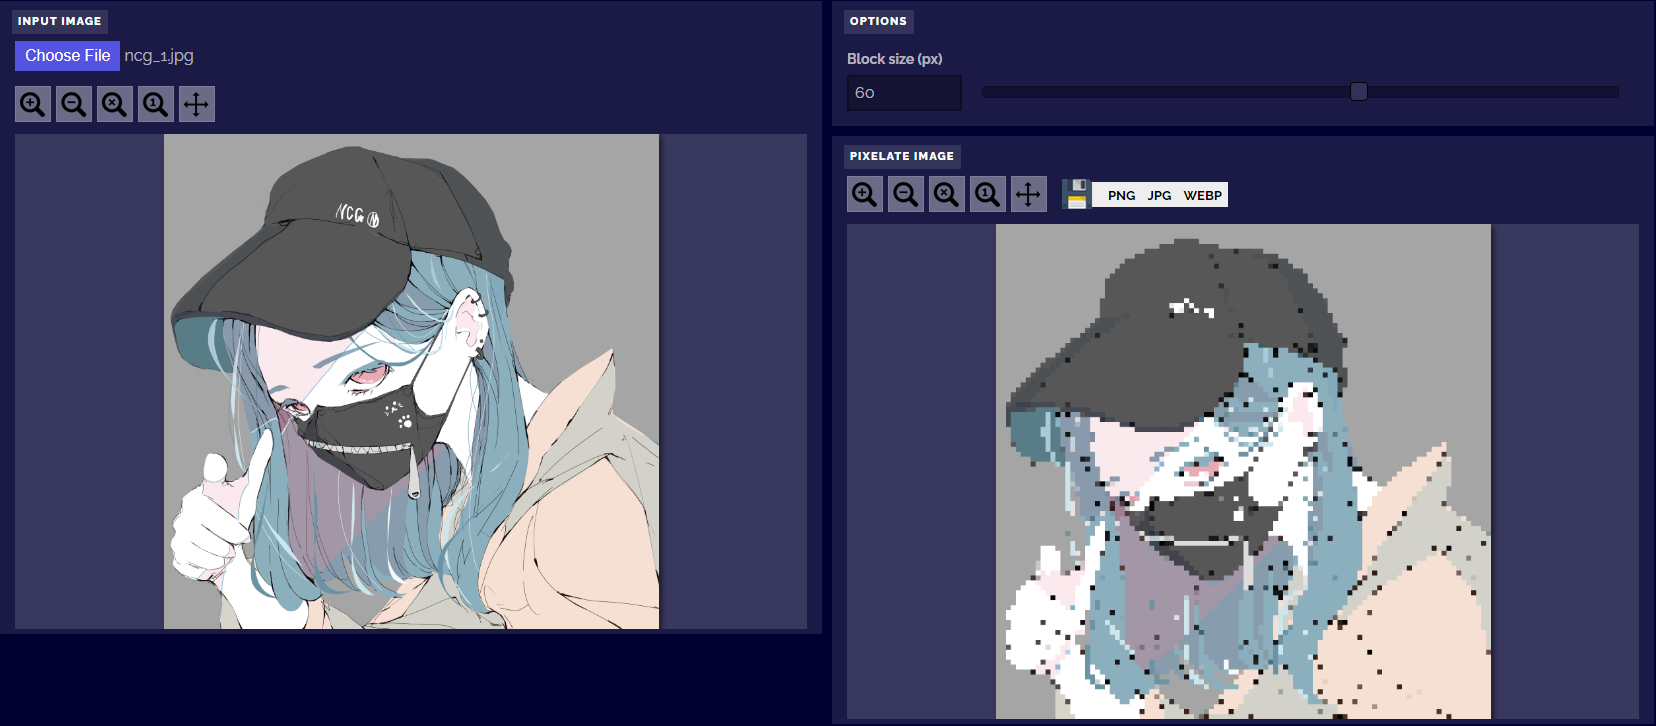 INPUT IMAGE
Choose File ncg_1.jpg
NCG N
OPTIONS
Block size (px)
60
PIXELATE IMAGE
PNG JPG WEBP